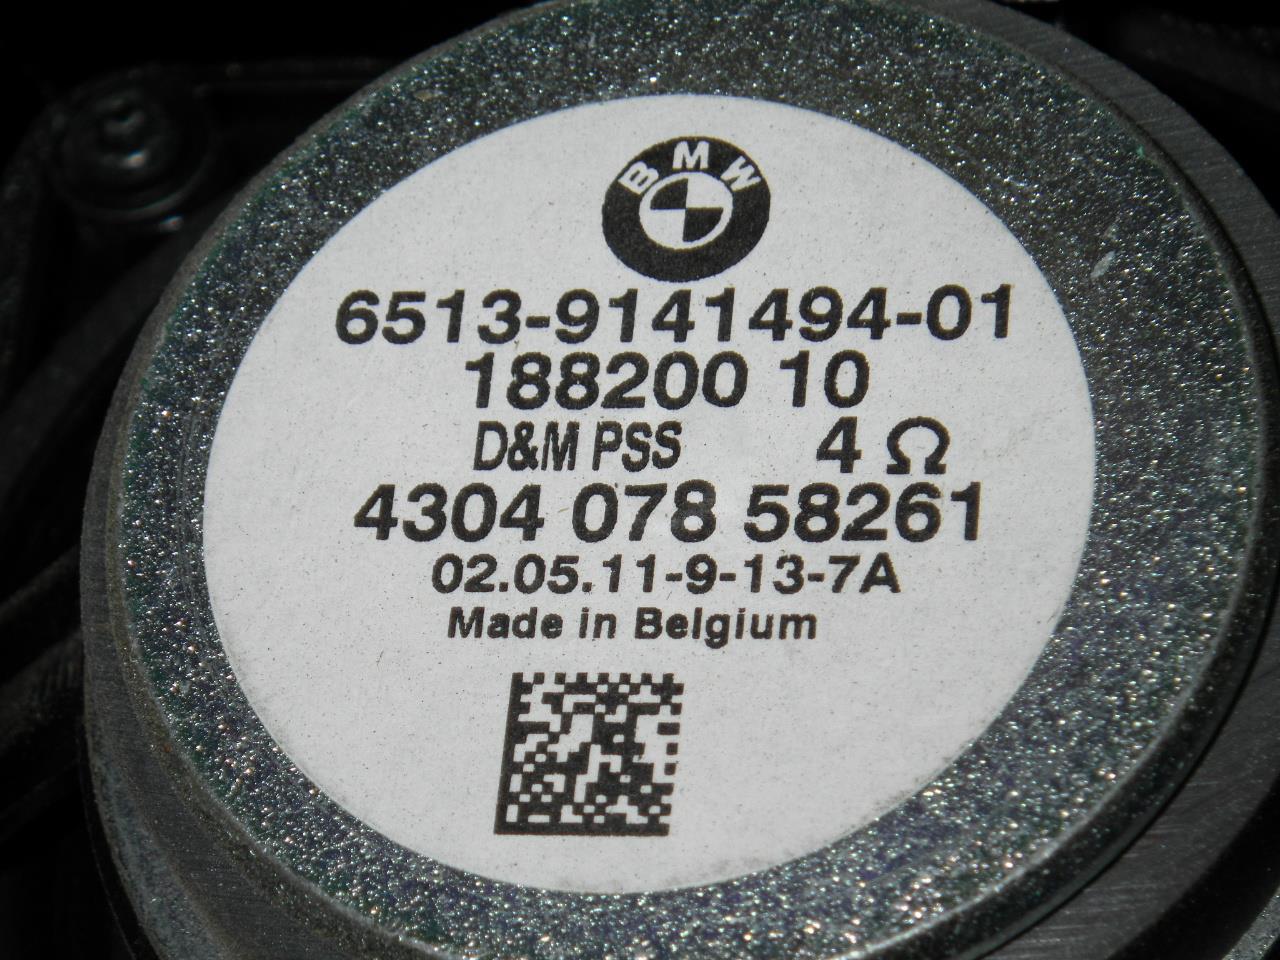 BMW
6513-9141494-01
188200 10
D&M PSS 4 Ω
4304 078 58261
02.05.11-9-13-7A
Made in Belgium